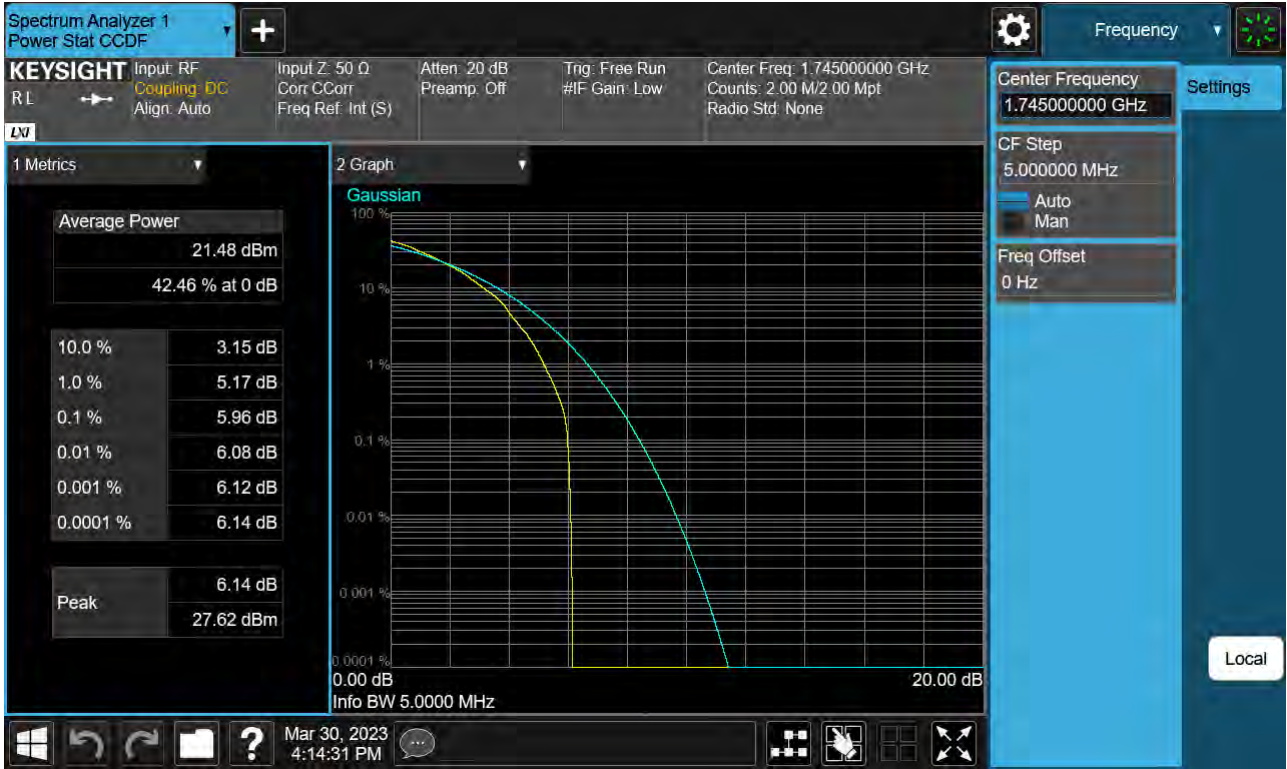 Spectrum Analyzer 1
Power Stat CCDF
Frequency
KEYSIGHT
R L
LXI
Input: RF
Coupling: DC
Align: Auto
Input Z: 50 Ω
Corr CCorr
Freq Ref: Int (S)
Atten: 20 dB
Preamp: Off
Trig: Free Run
#IF Gain: Low
Center Freq: 1.745000000 GHz
Counts: 2.00 M/2.00 Mpt
Radio Std: None
Center Frequency
1.745000000 GHz
Settings
CF Step
5.000000 MHz
Auto
Man
Freq Offset
0 Hz
Local
1 Metrics
Average Power
21.48 dBm
42.46 % at 0 dB
10.0 % 3.15 dB
1.0 % 5.17 dB
0.1 % 5.96 dB
0.01 % 6.08 dB
0.001 % 6.12 dB
0.0001 % 6.14 dB
Peak
6.14 dB
27.62 dBm
2 Graph
Gaussian
100 %
10 %
1 %
0.1 %
0.01 %
0.001 %
0.0001 %
0.00 dB 20.00 dB
Info BW 5.0000 MHz
?
Mar 30, 2023
4:14:31 PM